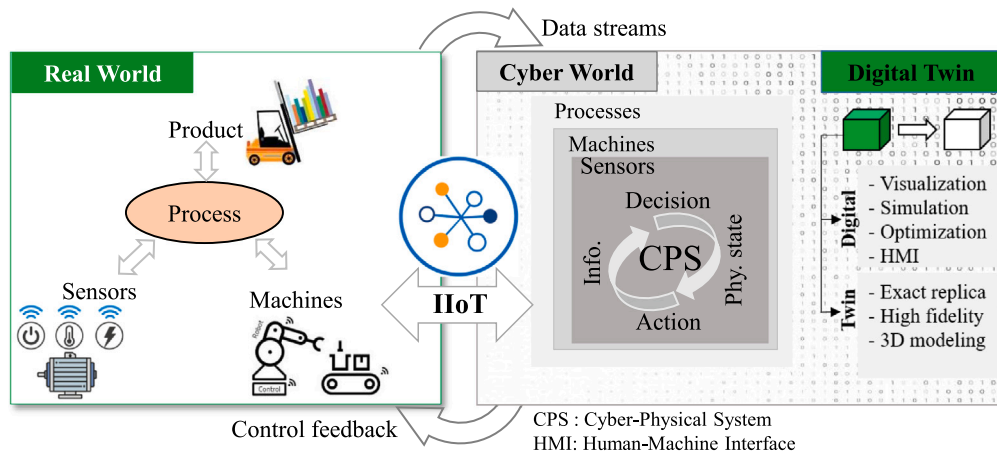 Data streams
Real World
Cyber World
Digital Twin
Product
Process
Sensors
Machines
Robot
Control
IIoT
Processes
Machines
Sensors
Decision
Info.
CPS
Phy. state
Action
Digital
- Visualization
- Simulation
- Optimization
- HMI
Twin
- Exact replica
- High fidelity
- 3D modeling
Control feedback
CPS : Cyber-Physical System
HMI: Human-Machine Interface